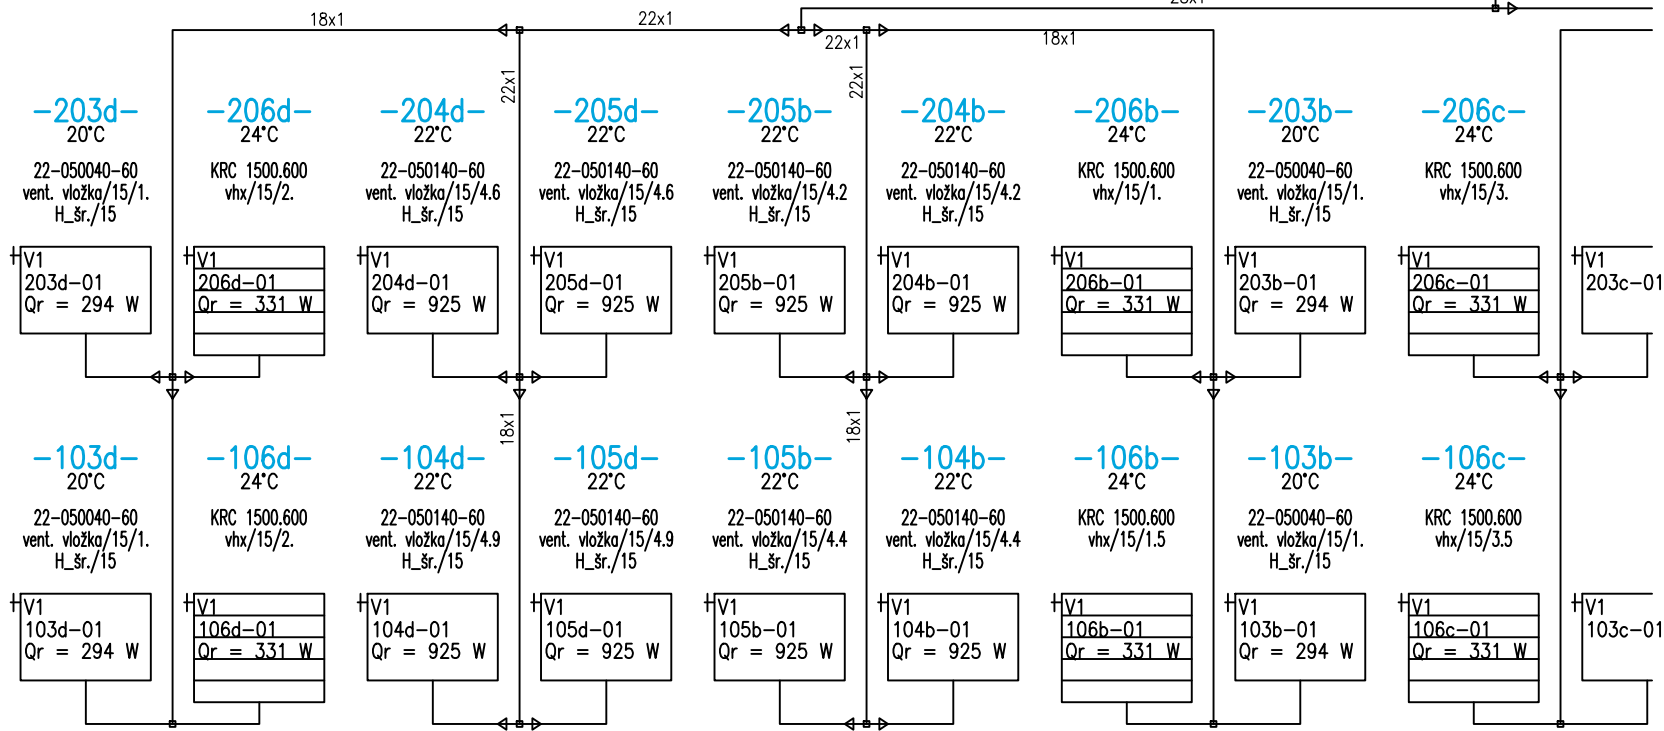 18x1
22x1
22x1
18x1
22x1
22x1
-203d-
20°C
22-050040-60
vent. vložka/15/1.
H_šr./15
-206d-
24°C
KRC 1500.600
vhx/15/2.
-204d-
22°C
22-050140-60
vent. vložka/15/4.6
H_šr./15
-205d-
22°C
22-050140-60
vent. vložka/15/4.6
H_šr./15
-205b-
22°C
22-050140-60
vent. vložka/15/4.2
H_šr./15
-204b-
22°C
22-050140-60
vent. vložka/15/4.2
H_šr./15
-206b-
24°C
KRC 1500.600
vhx/15/1.
-203b-
20°C
22-050040-60
vent. vložka/15/1.
H_šr./15
-206c-
24°C
KRC 1500.600
vhx/15/3.
V1
203d-01
Qr = 294 W
V1
206d-01
Qr = 331 W
V1
204d-01
Qr = 925 W
V1
205d-01
Qr = 925 W
V1
205b-01
Qr = 925 W
V1
204b-01
Qr = 925 W
V1
206b-01
Qr = 331 W
V1
203b-01
Qr = 294 W
V1
206c-01
Qr = 331 W
V1
203c-01
18x1
18x1
-103d-
20°C
22-050040-60
vent. vložka/15/1.
H_šr./15
-106d-
24°C
KRC 1500.600
vhx/15/2.
-104d-
22°C
22-050140-60
vent. vložka/15/4.9
H_šr./15
-105d-
22°C
22-050140-60
vent. vložka/15/4.9
H_šr./15
-105b-
22°C
22-050140-60
vent. vložka/15/4.4
H_šr./15
-104b-
22°C
22-050140-60
vent. vložka/15/4.4
H_šr./15
-106b-
24°C
KRC 1500.600
vhx/15/1.5
-103b-
20°C
22-050040-60
vent. vložka/15/1.
H_šr./15
-106c-
24°C
KRC 1500.600
vhx/15/3.5
V1
103d-01
Qr = 294 W
V1
106d-01
Qr = 331 W
V1
104d-01
Qr = 925 W
V1
105d-01
Qr = 925 W
V1
105b-01
Qr = 925 W
V1
104b-01
Qr = 925 W
V1
106b-01
Qr = 331 W
V1
103b-01
Qr = 294 W
V1
106c-01
Qr = 331 W
V1
103c-01